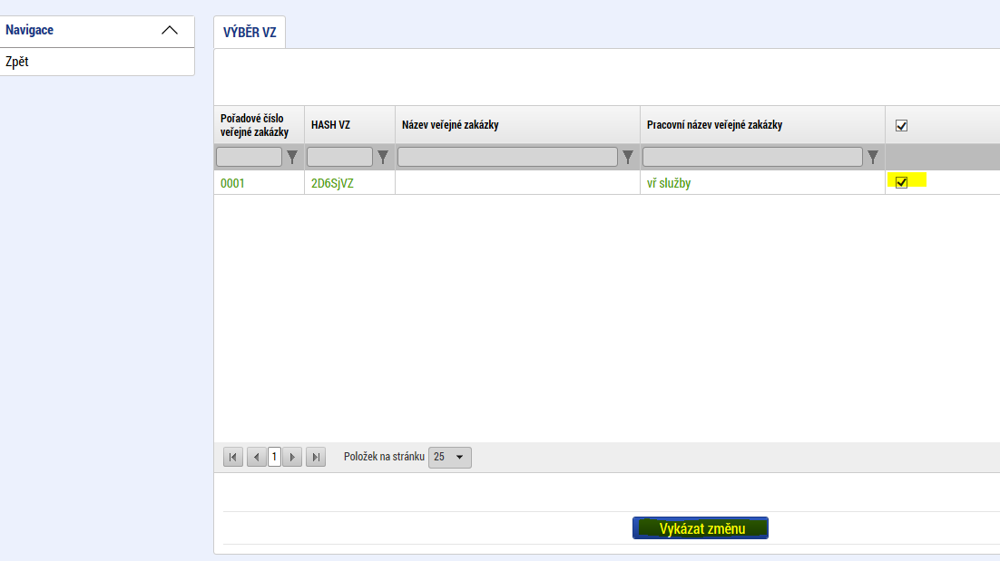 Navigace
Zpět
VÝBĚR VZ
Pořadové číslo
veřejné zakázky
HASH VZ
Název veřejné zakázky
Pracovní název veřejné zakázky
0001
2D6SjVZ
vř služby
1
Položek na stránku
25
Vykázat změnu